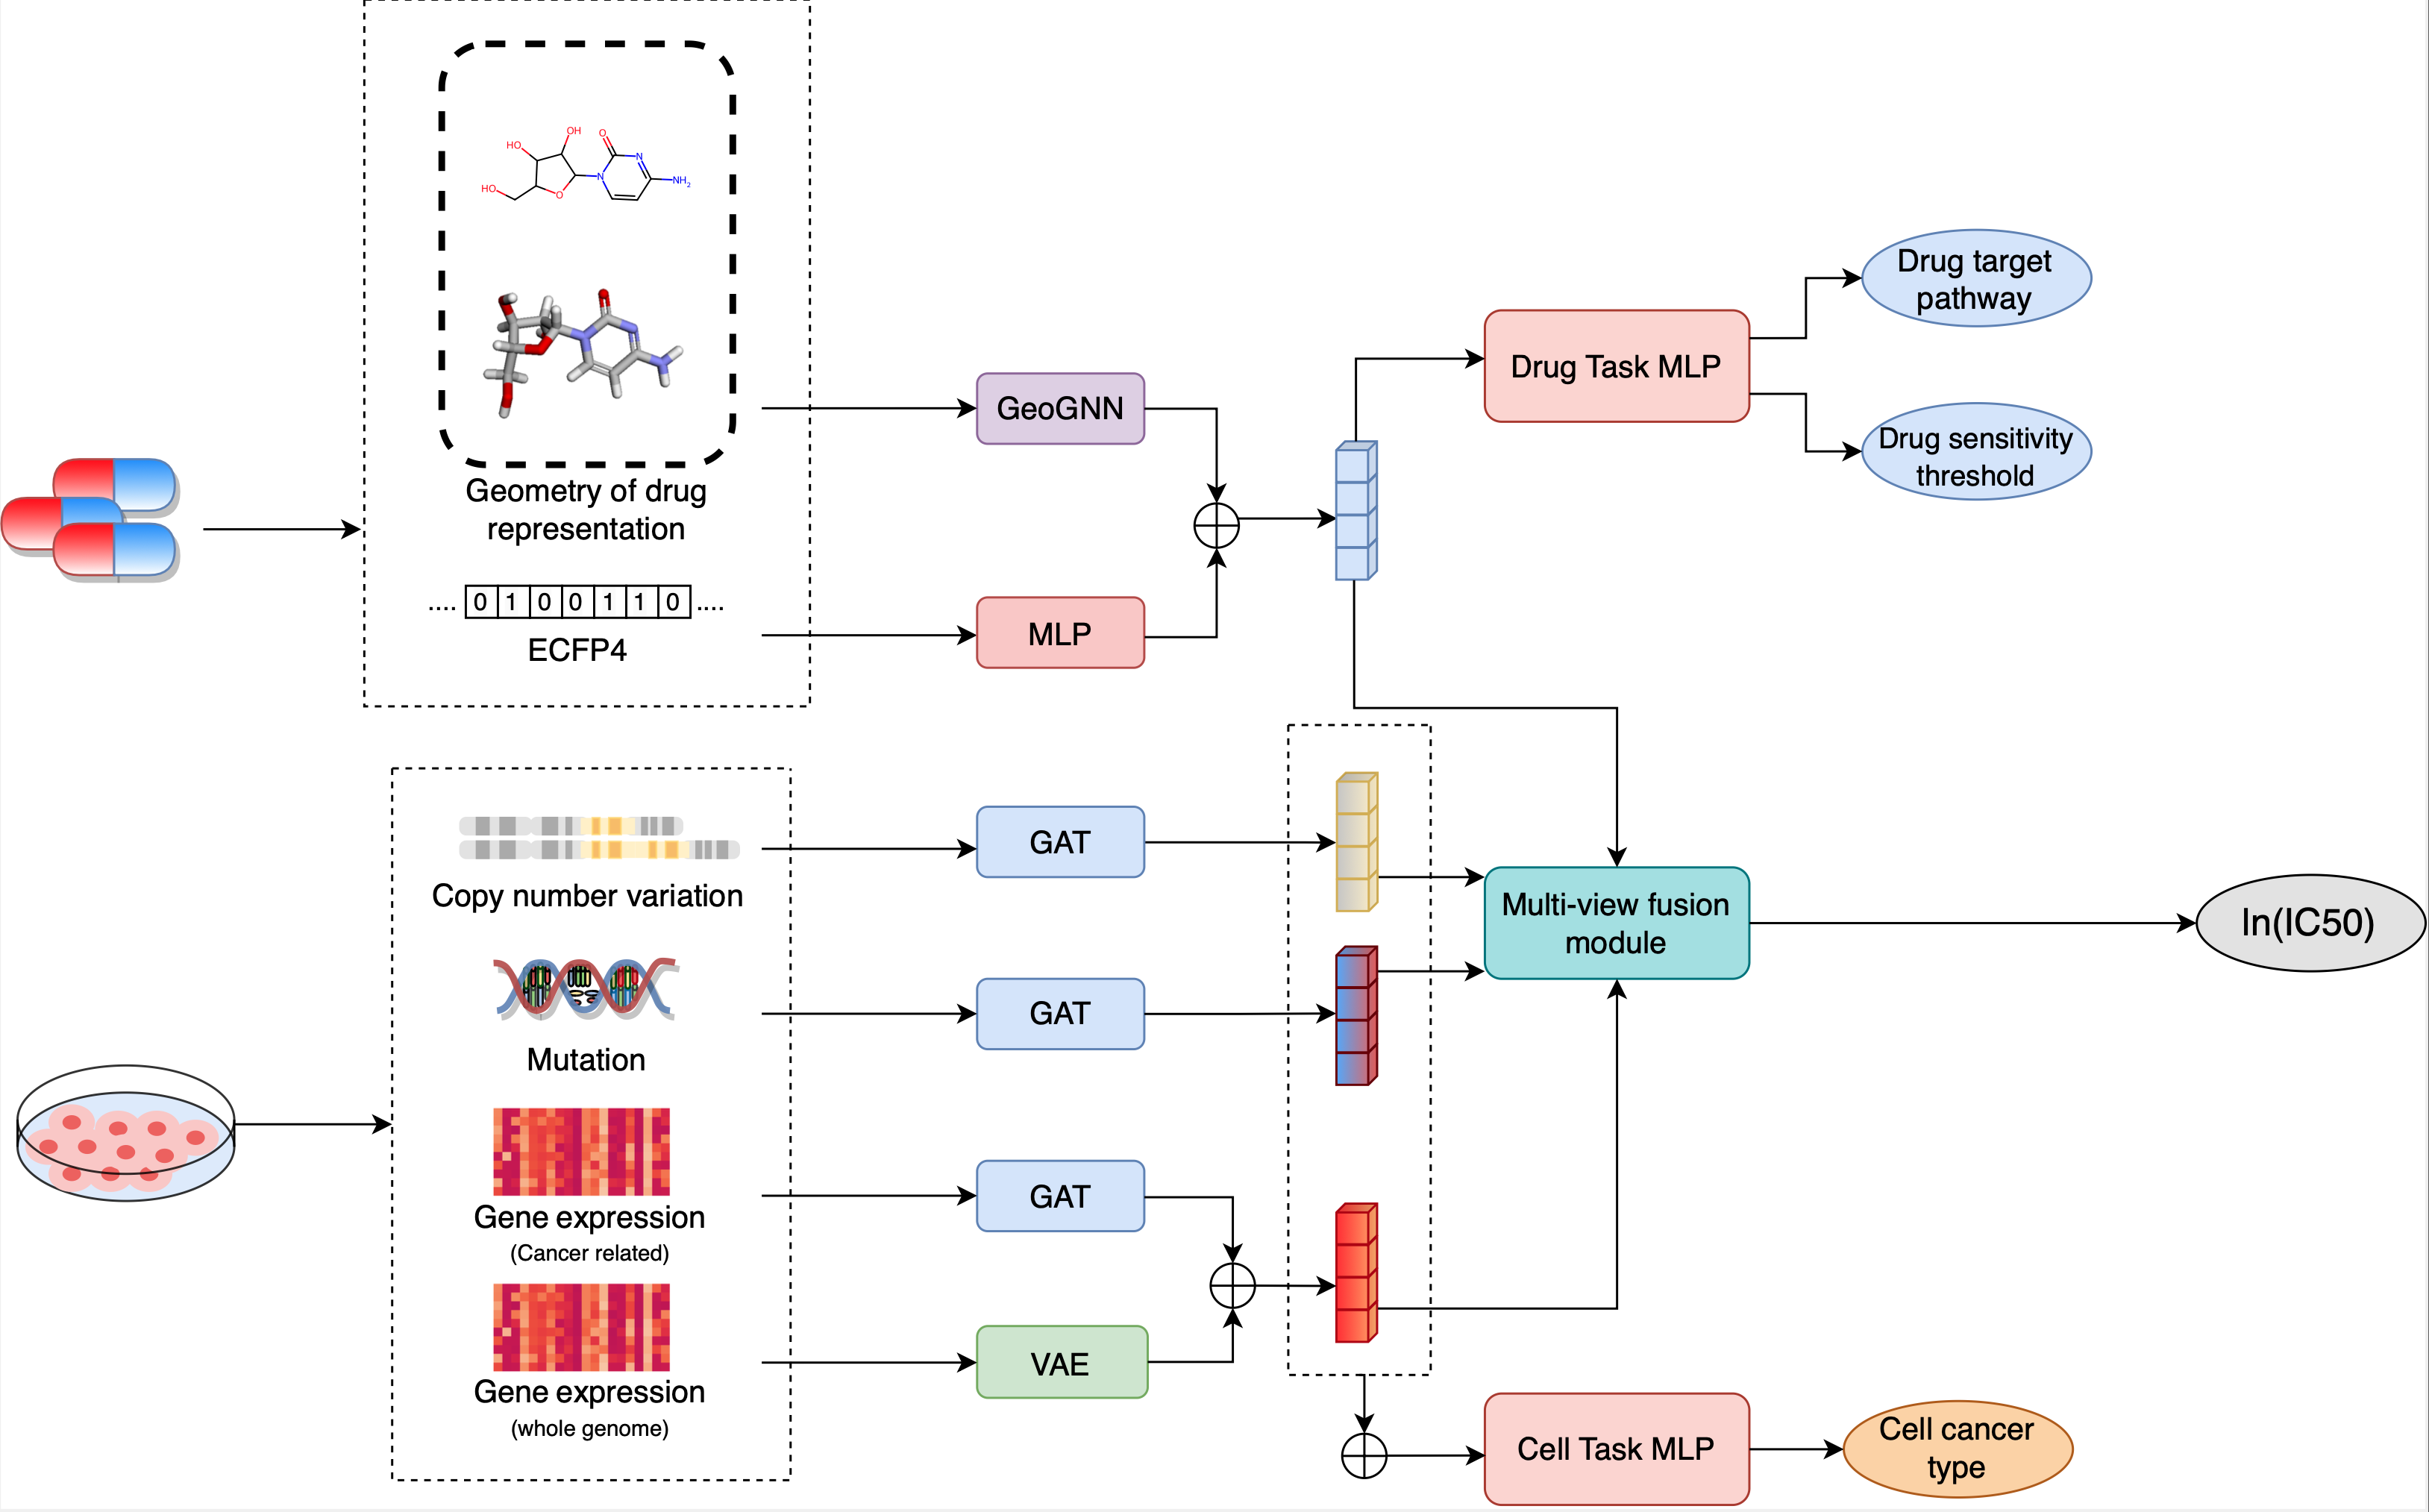 OH
O
HO
N
N
NH2
HO
O
Geometry of drug
representation
.... 0 1 0 0 1 1 0 ....
ECFP4
GeoGNN
MLP
Drug Task MLP
Drug target
pathway
Drug sensitivity
threshold
Copy number variation
Mutation
Gene expression
(Cancer related)
Gene expression
(whole genome)
GAT
GAT
GAT
VAE
Multi-view fusion
module
ln(IC50)
Cell Task MLP
Cell cancer
type